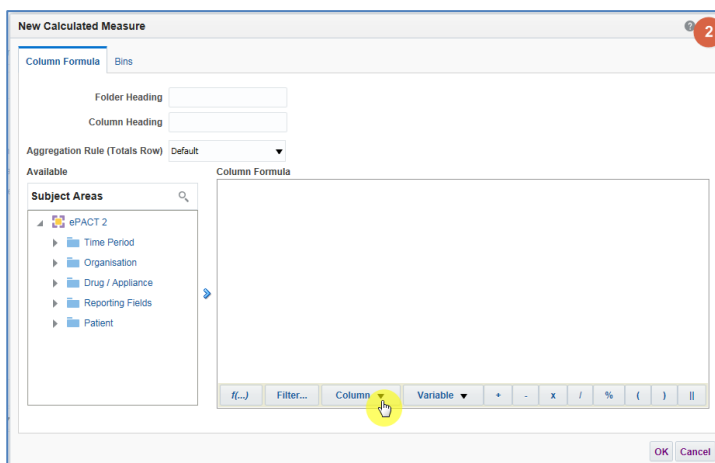 New Calculated Measure
?
2
Column Formula Bins
Folder Heading
Column Heading
Aggregation Rule (Totals Row) Default
Available Column Formula
Subject Areas
ePACT 2
Time Period
Organisation
Drug / Appliance
Reporting Fields
Patient
f(...) Filter... Column Variable + - x / % ( ) ||
OK Cancel